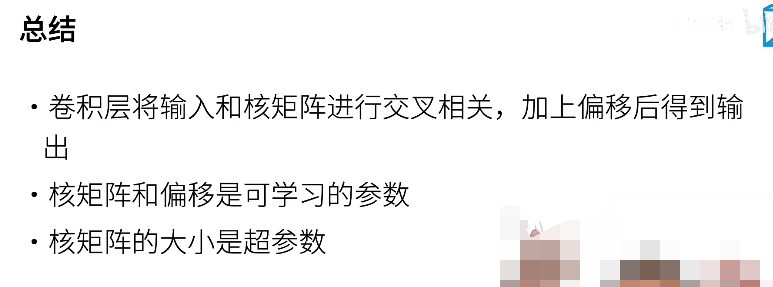 总结
• 卷积层将输入和核矩阵进行交叉相关，加上偏移后得到输
出
• 核矩阵和偏移是可学习的参数
• 核矩阵的大小是超参数